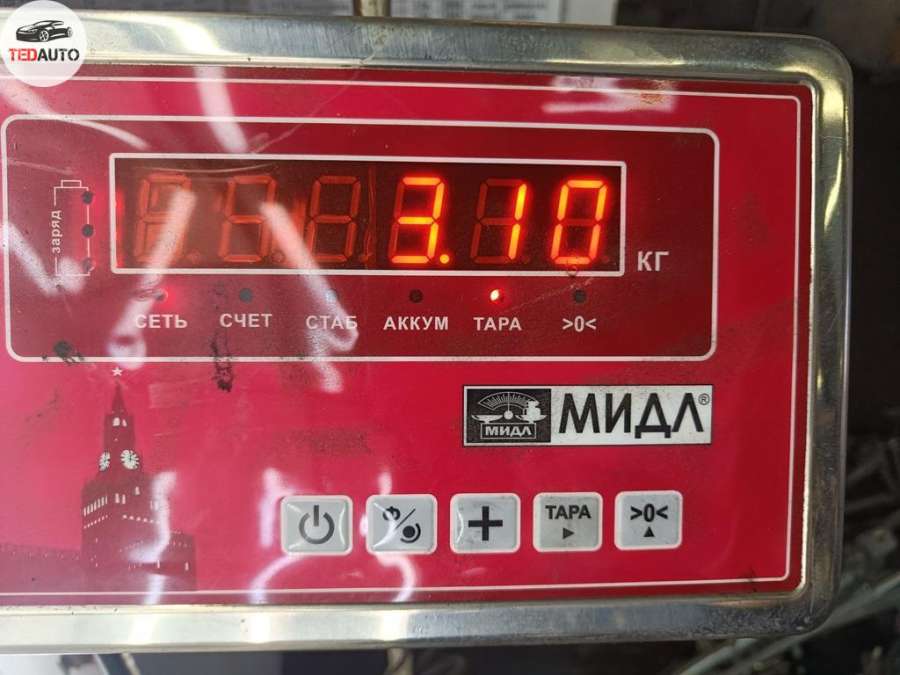 TEDAUTO
заряд
3.10
КГ
СЕТЬ СЧЕТ СТАБ АККУМ ТАРА >0<
МИДЛ МИДЛ®
ТАРА >0<